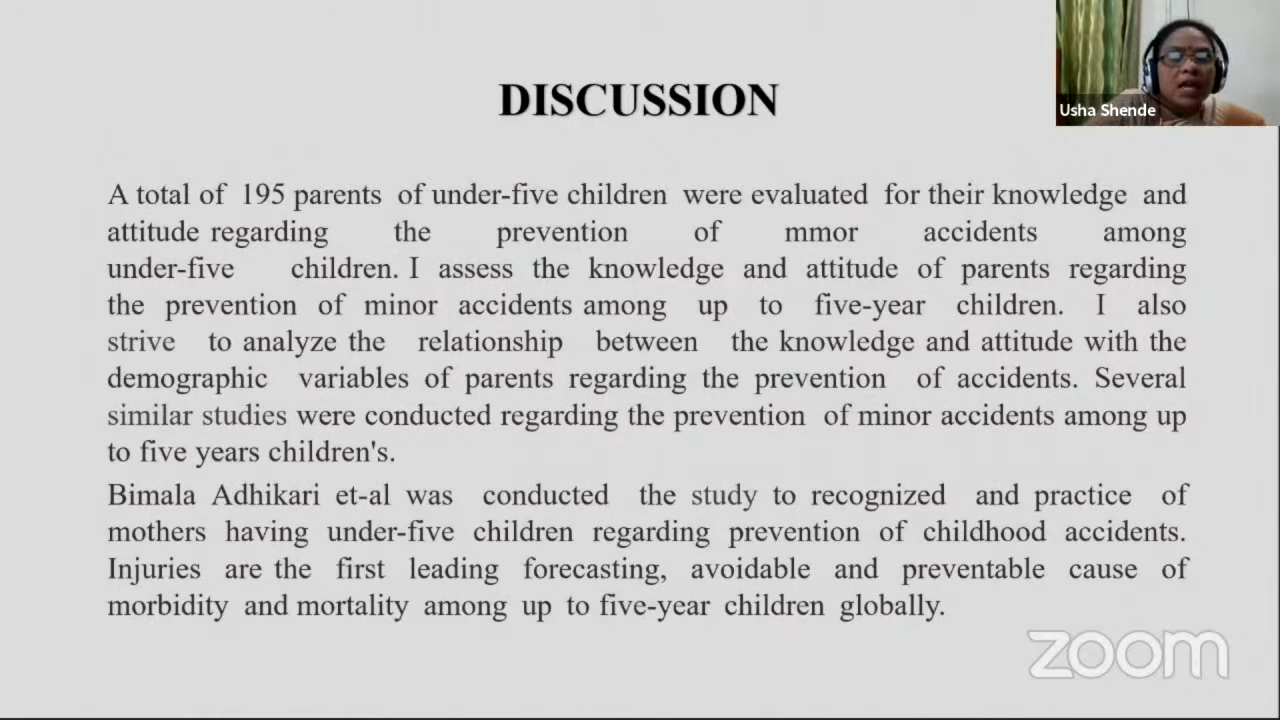 DISCUSSION
Usha Shende
A total of 195 parents of under-five children were evaluated for their knowledge and
attitude regarding the prevention of mmor accidents among
under-five children. I assess the knowledge and attitude of parents regarding
the prevention of minor accidents among up to five-year children. I also
strive to analyze the relationship between the knowledge and attitude with the
demographic variables of parents regarding the prevention of accidents. Several
similar studies were conducted regarding the prevention of minor accidents among up
to five years children's.
Bimala Adhikari et-al was conducted the study to recognized and practice of
mothers having under-five children regarding prevention of childhood accidents.
Injuries are the first leading forecasting, avoidable and preventable cause of
morbidity and mortality among up to five-year children globally.
zoom